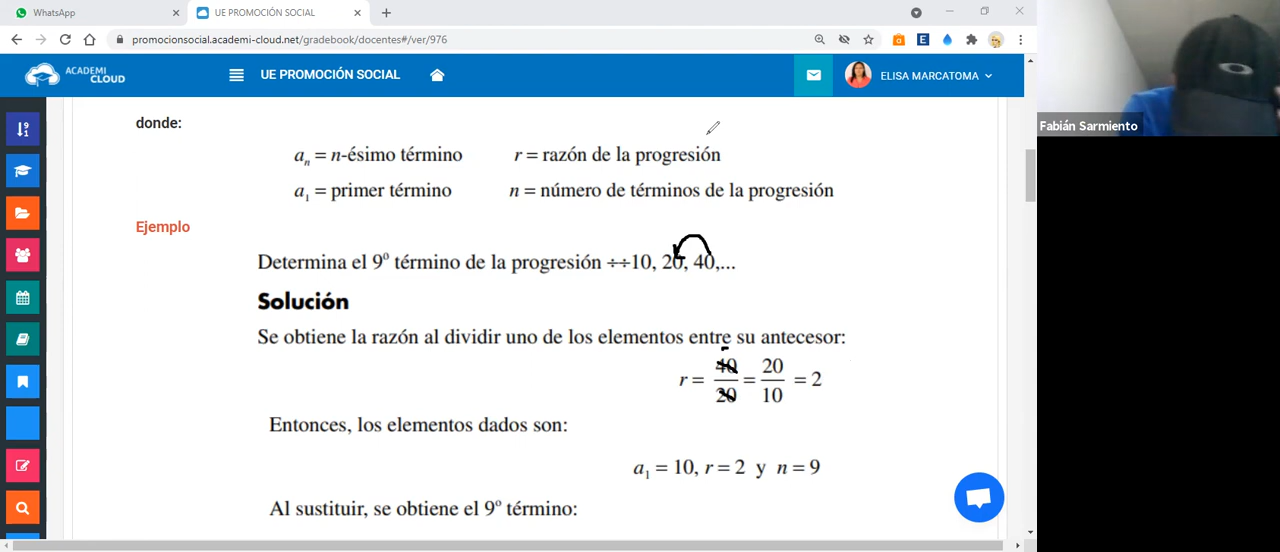 WhatsApp
UE PROMOCIÓN SOCIAL
promocionsocial.academi-cloud.net/gradebook/docentes#/ver/976
ACADEMI
CLOUD
UE PROMOCIÓN SOCIAL
ELISA MARCATOMA
Fabián Sarmiento
donde:
aₙ = n-ésimo término r = razón de la progresión
a₁ = primer término n = número de términos de la progresión
Ejemplo
Determina el 9º término de la progresión ÷÷10, 20, 40,...
Solución
Se obtiene la razón al dividir uno de los elementos entre su antecesor:
r = 40/20 = 20/10 = 2
Entonces, los elementos dados son:
a₁ = 10, r = 2 y n = 9
Al sustituir, se obtiene el 9º término: